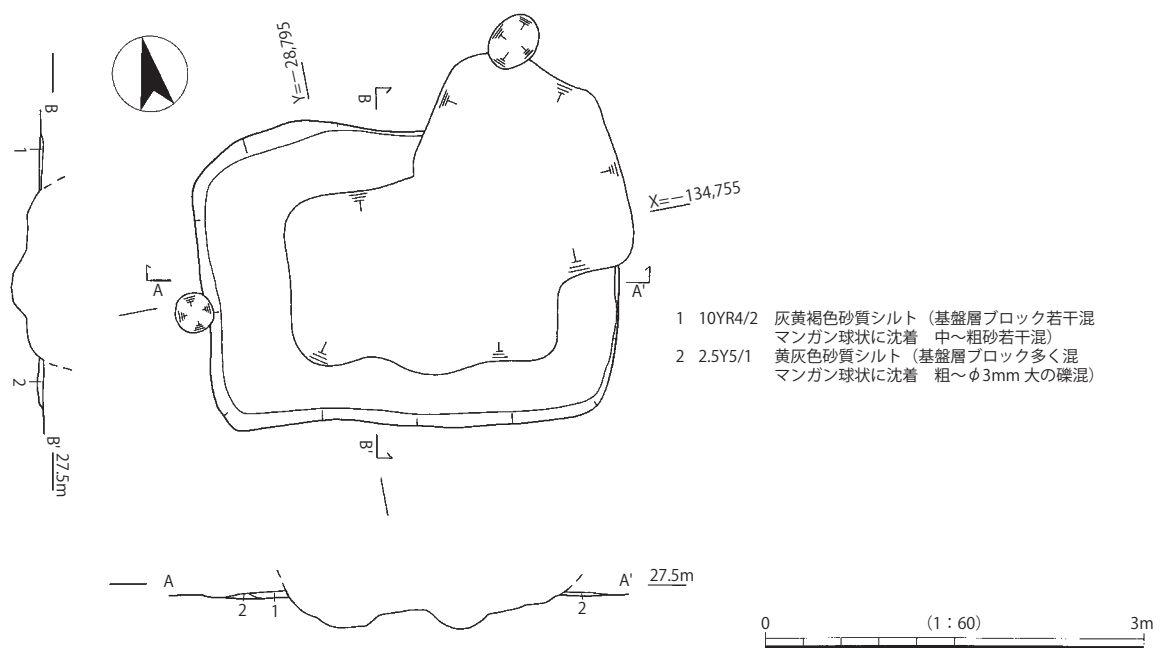 Y=−28,795
B
B
1
X=−134,755
A
A'
1 10YR4/2 灰黄褐色砂質シルト（基盤層ブロック若干混
マンガン球状に沈着 中～粗砂若干混）
2 2.5Y5/1 黄灰色砂質シルト（基盤層ブロック多く混
マンガン球状に沈着 粗～φ3mm 大の礫混）
2
B'
B'
27.5m
A
A'
27.5m
2
1
2
0
（1：60）
3m